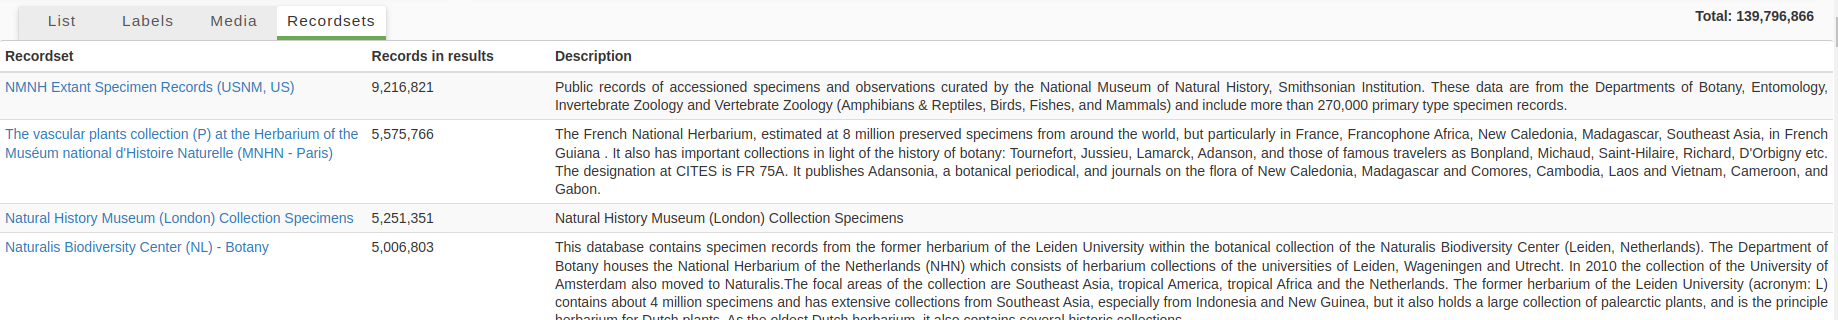 List Labels Media Recordsets Total: 139,796,866
Recordset Records in results Description
NMNH Extant Specimen Records (USNM, US) 9,216,821 Public records of accessioned specimens and observations curated by the National Museum of Natural History, Smithsonian Institution. These data are from the Departments of Botany, Entomology,
Invertebrate Zoology and Vertebrate Zoology (Amphibians & Reptiles, Birds, Fishes, and Mammals) and include more than 270,000 primary type specimen records.
The vascular plants collection (P) at the Herbarium of the 5,575,766 The French National Herbarium, estimated at 8 million preserved specimens from around the world, but particularly in France, Francophone Africa, New Caledonia, Madagascar, Southeast Asia, in French
Muséum national d'Histoire Naturelle (MNHN - Paris) Guiana . It also has important collections in light of the history of botany: Tournefort, Jussieu, Lamarck, Adanson, and those of famous travelers as Bonpland, Michaud, Saint-Hilaire, Richard, D'Orbigny etc.
The designation at CITES is FR 75A. It publishes Adansonia, a botanical periodical, and journals on the flora of New Caledonia, Madagascar and Comores, Cambodia, Laos and Vietnam, Cameroon, and
Gabon.
Natural History Museum (London) Collection Specimens 5,251,351 Natural History Museum (London) Collection Specimens
Naturalis Biodiversity Center (NL) - Botany 5,006,803 This database contains specimen records from the former herbarium of the Leiden University within the botanical collection of the Naturalis Biodiversity Center (Leiden, Netherlands). The Department of
Botany houses the National Herbarium of the Netherlands (NHN) which consists of herbarium collections of the universities of Leiden, Wageningen and Utrecht. In 2010 the collection of the University of
Amsterdam also moved to Naturalis.The focal areas of the collection are Southeast Asia, tropical America, tropical Africa and the Netherlands. The former herbarium of the Leiden University (acronym: L)
contains about 4 million specimens and has extensive collections from Southeast Asia, especially from Indonesia and New Guinea, but it also holds a large collection of palearctic plants, and is the principle
herbarium for Dutch plants. As the oldest Dutch herbarium, it also contains several historic collections.